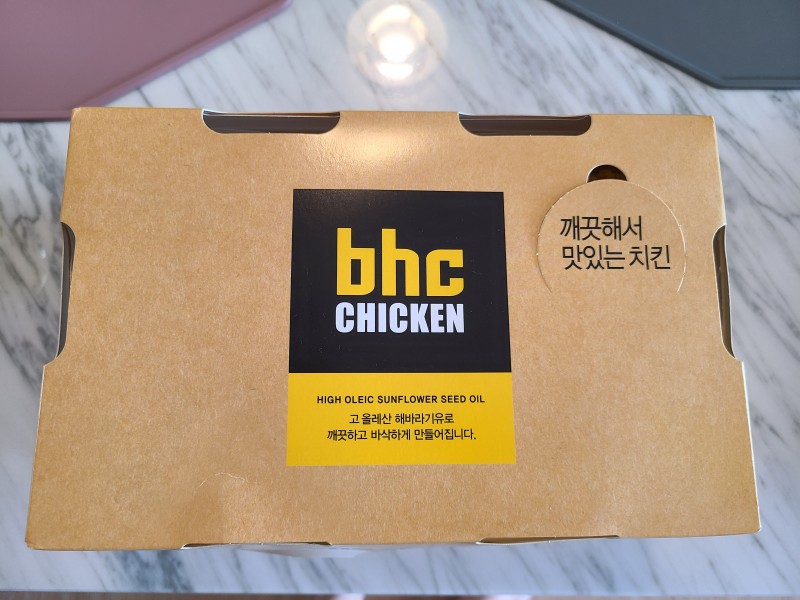 깨끗해서
맛있는 치킨
bhc
CHICKEN
HIGH OLEIC SUNFLOWER SEED OIL
고 올레산 해바라기유로
깨끗하고 바삭하게 만들어집니다.